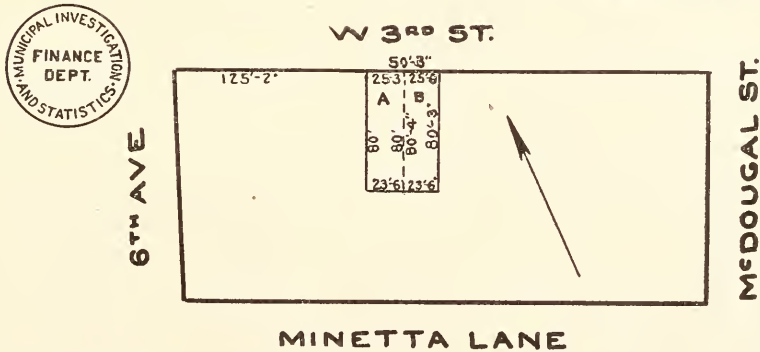 MUNICIPAL INVESTIGATION
AND STATISTICS
FINANCE
DEPT.
W 3RD ST.
50'-3"
125'-2"
25'3 25'6
A B
80'
80'
80'-4"
80'-3"
23'6 23'6
6TH AVE
McDOUGAL ST.
MINETTA LANE